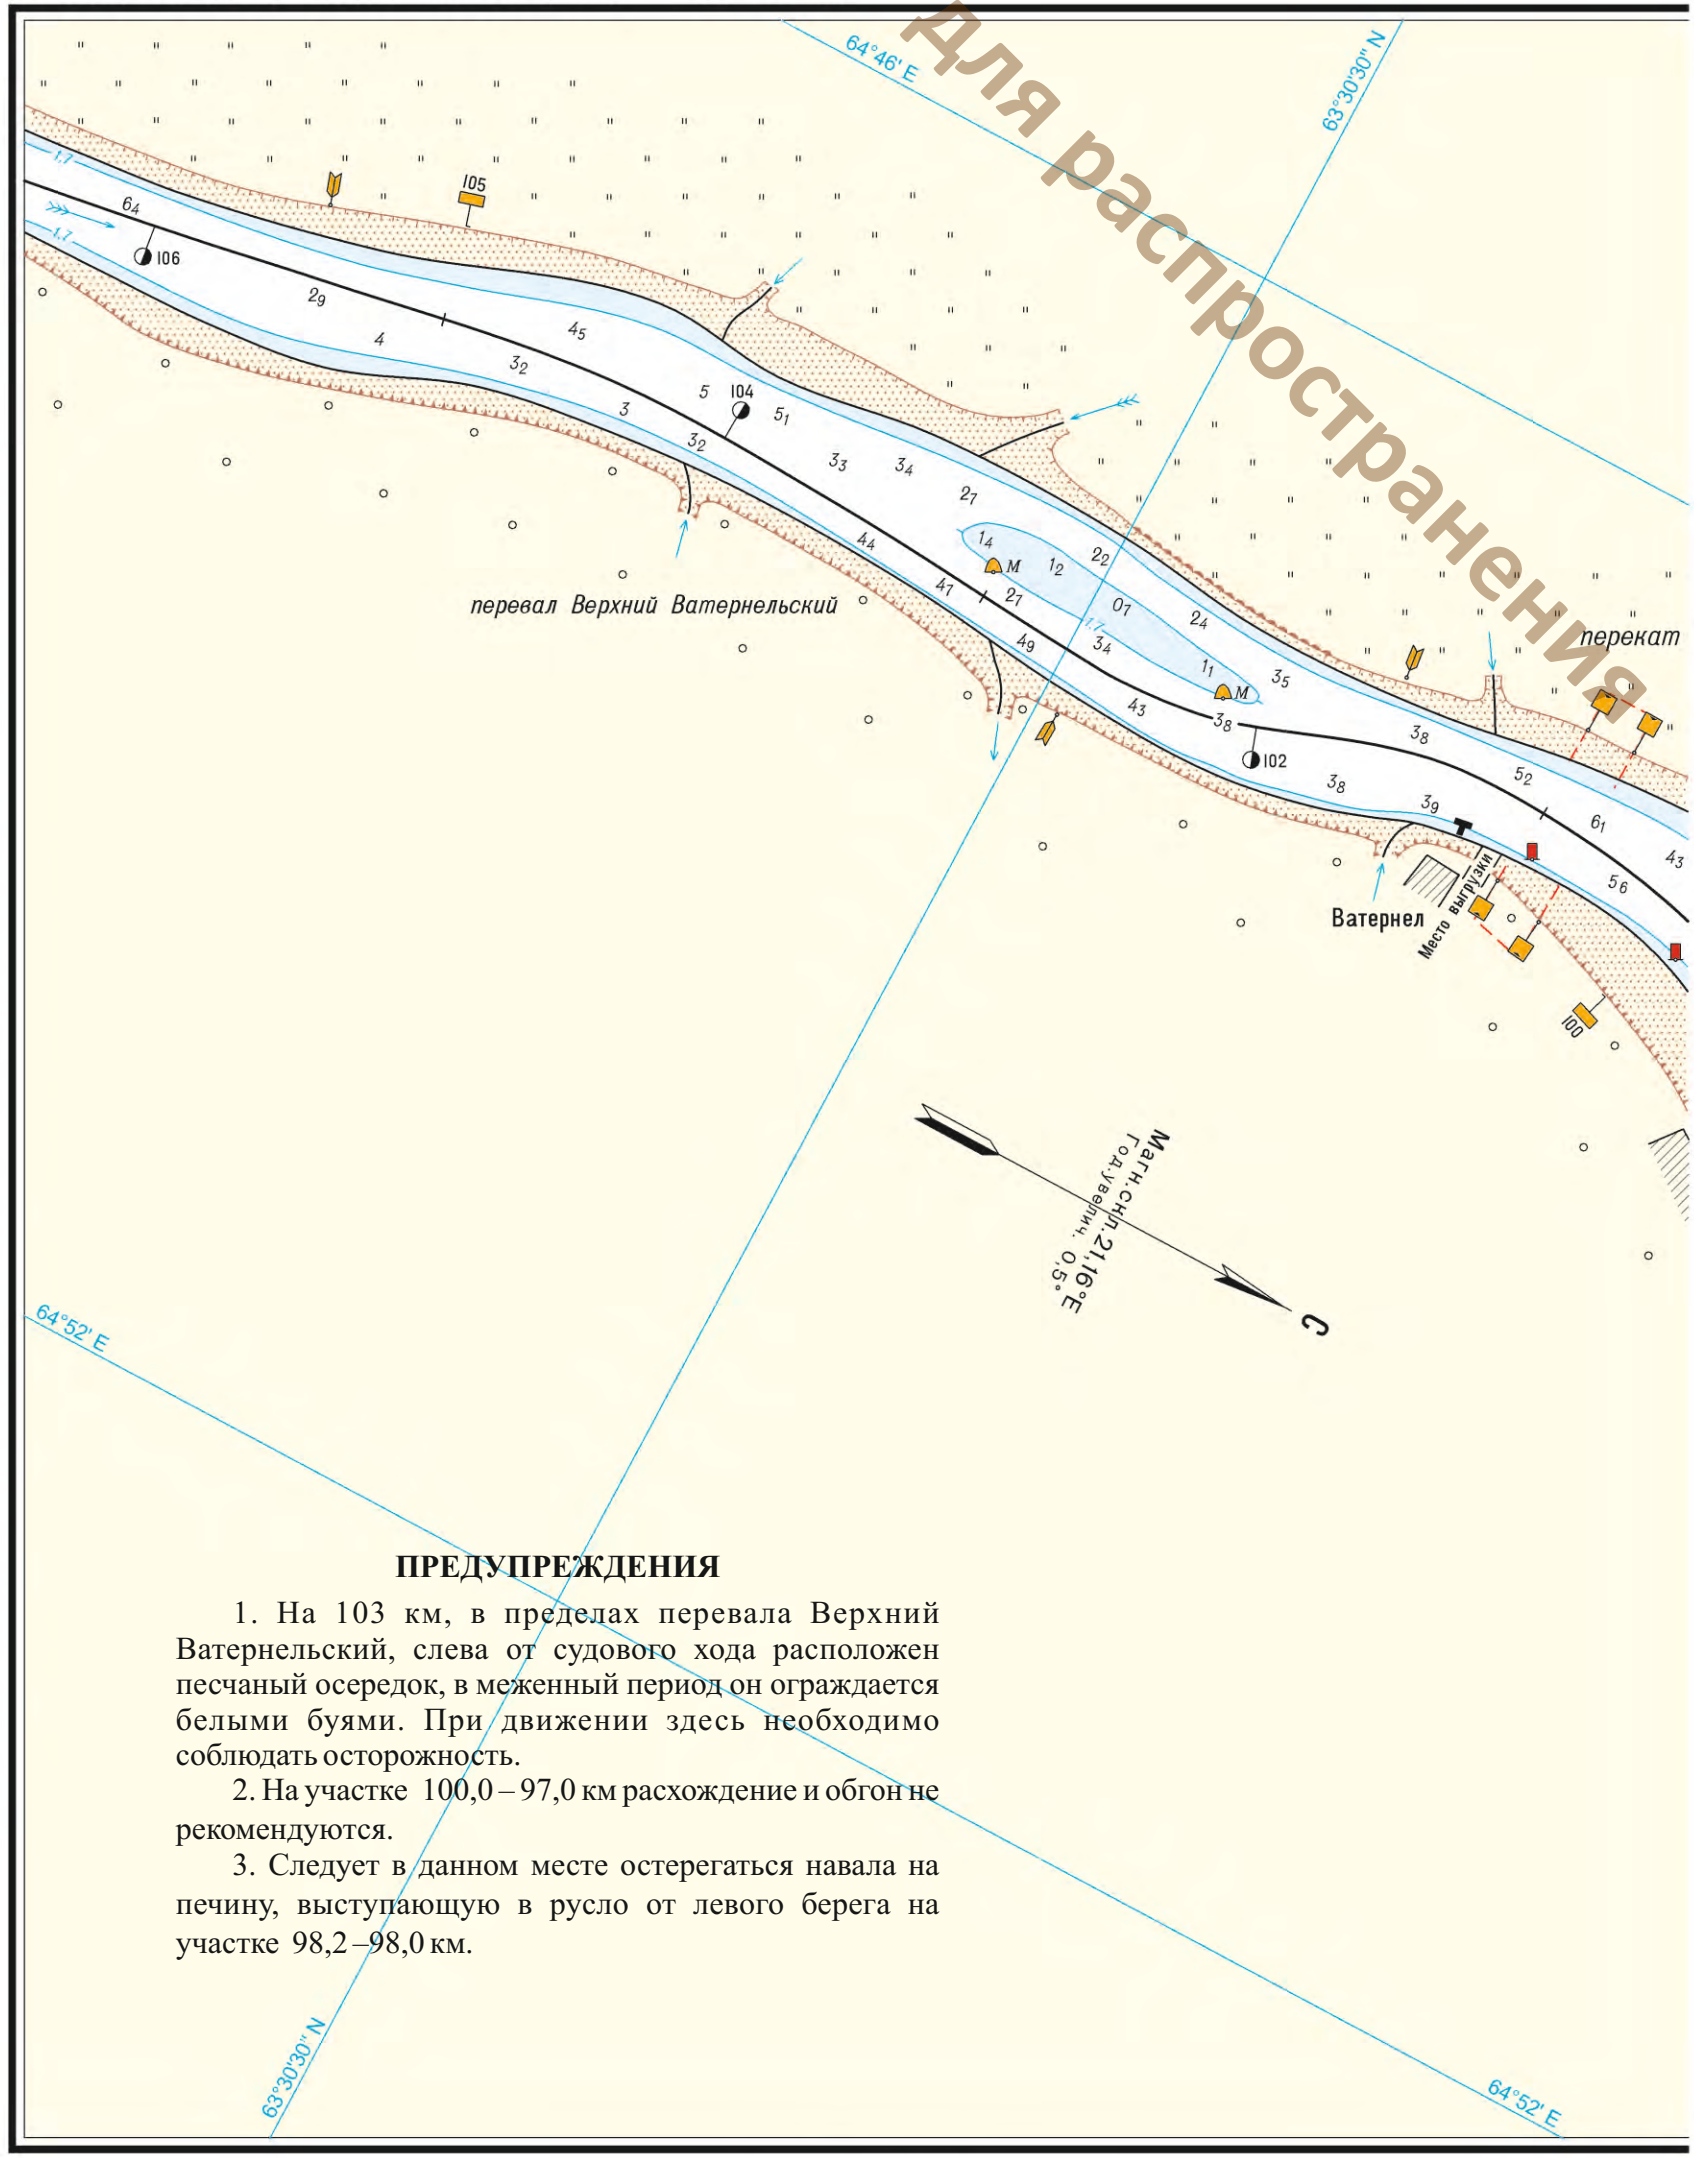 для распространения
64°46' E
63°30'30" N
1,7
1,7
105
6₄
106
2₉
4
4₅
3₂
3
5
104
5₁
3₂
3₃
3₄
2₇
4₄
1₄
М
1₂
2₂
4₇
2₇
0₇
2₄
1,7
3₄
4₉
1₁
М
3₅
4₃
3₈
3₈
102
3₈
3₉
5₂
6₁
4₃
5₆
перевал Верхний Ватернельский
перекат
Ватернел
Место выгрузки
100
Магн.скл.21,16°E
Год.увелич. 0,5°
С
64°52' E
ПРЕДУПРЕЖДЕНИЯ
1. На 103 км, в пределах перевала Верхний
Ватернельский, слева от судового хода расположен
песчаный осередок, в меженный период он ограждается
белыми буями. При движении здесь необходимо
соблюдать осторожность.
2. На участке 100,0 – 97,0 км расхождение и обгон не
рекомендуются.
3. Следует в данном месте остерегаться навала на
печину, выступающую в русло от левого берега на
участке 98,2 –98,0 км.
63°30'30" N
64°52' E